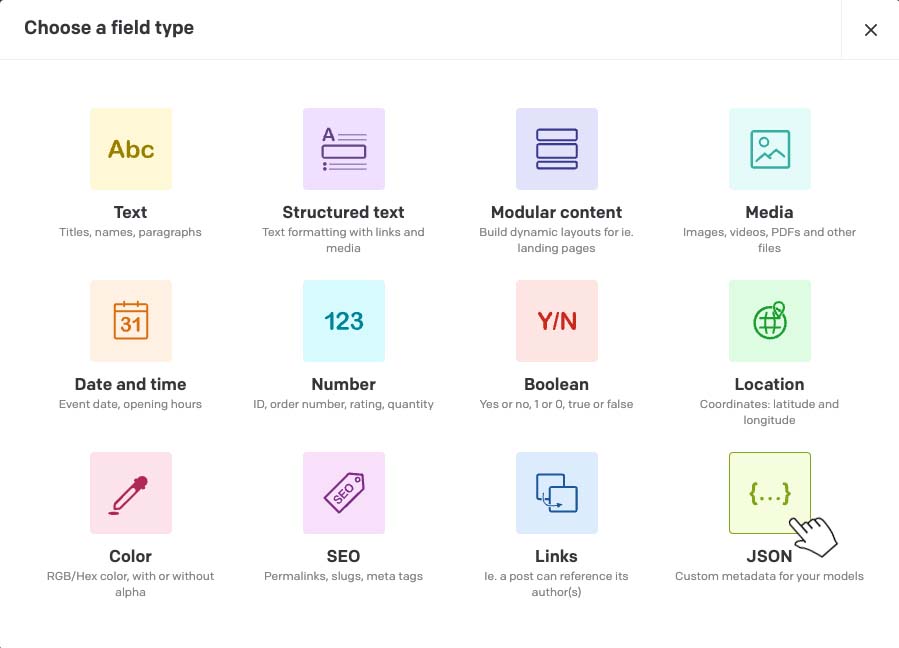 Choose a field type
Abc
Text
Titles, names, paragraphs
A
Structured text
Text formatting with links and
media
Modular content
Build dynamic layouts for ie.
landing pages
Media
Images, videos, PDFs and other
files
31
Date and time
Event date, opening hours
123
Number
ID, order number, rating, quantity
Y/N
Boolean
Yes or no, 1 or 0, true or false
Location
Coordinates: latitude and
longitude
Color
RGB/Hex color, with or without
alpha
SEO
SEO
Permalinks, slugs, meta tags
Links
Ie. a post can reference its
author(s)
{...}
JSON
Custom metadata for your models